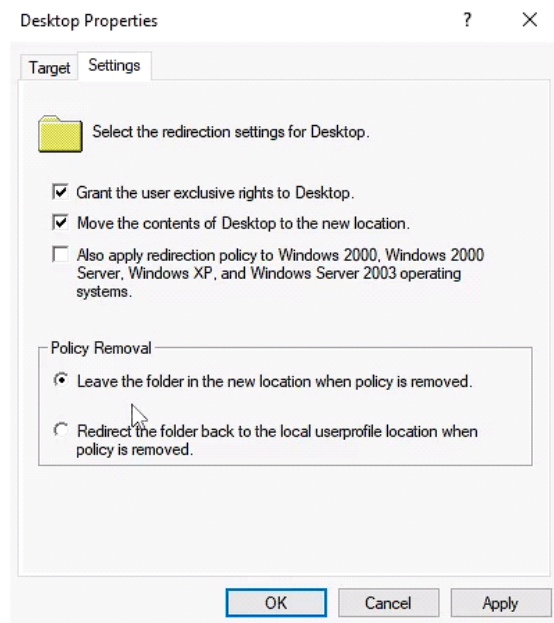 Desktop Properties
?
Target
Settings
Select the redirection settings for Desktop.
Grant the user exclusive rights to Desktop.
Move the contents of Desktop to the new location.
Also apply redirection policy to Windows 2000, Windows 2000
Server, Windows XP, and Windows Server 2003 operating
systems.
Policy Removal
Leave the folder in the new location when policy is removed.
Redirect the folder back to the local userprofile location when
policy is removed.
OK
Cancel
Apply